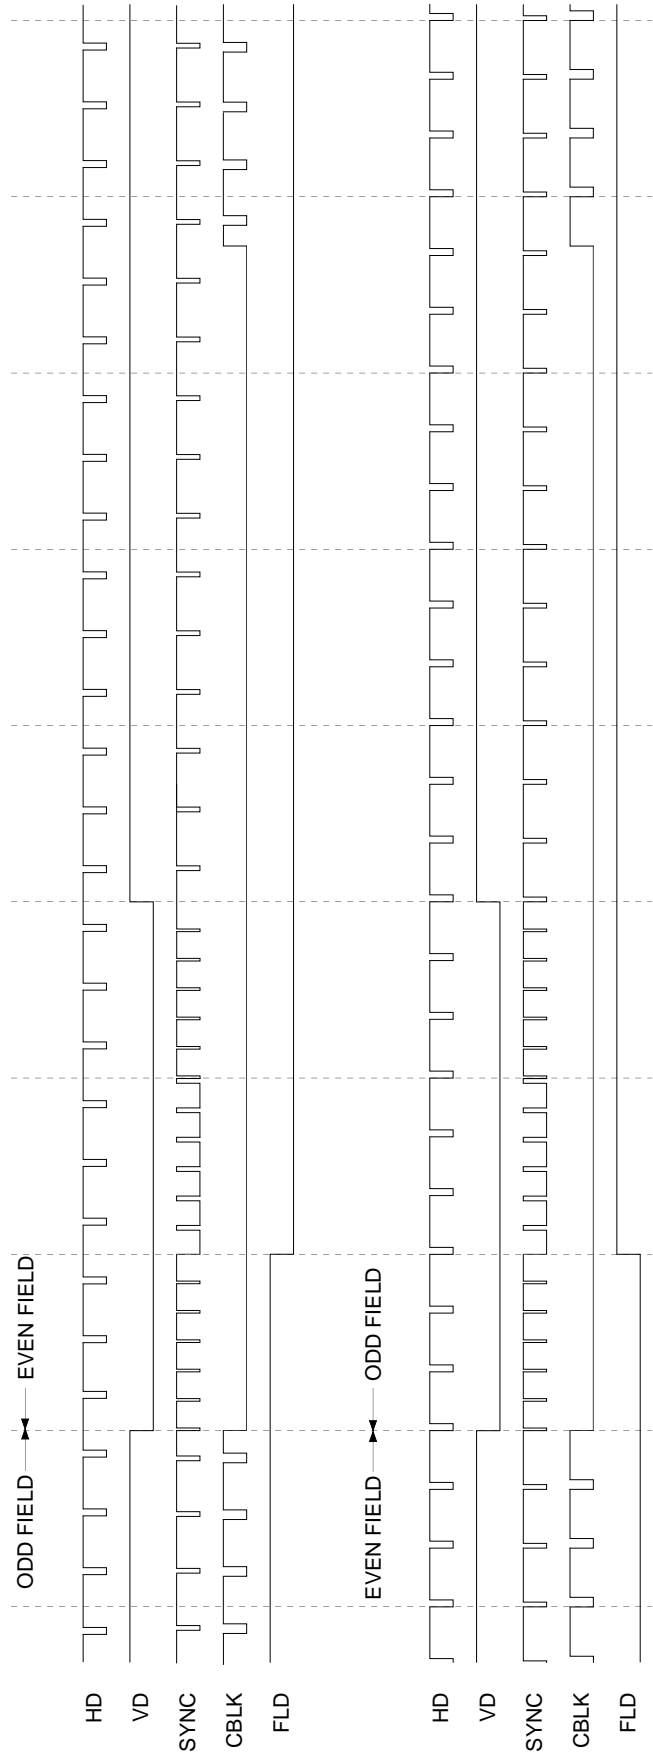 ODD FIELD EVEN FIELD
HD
VD
SYNC
CBLK
FLD
EVEN FIELD ODD FIELD
HD
VD
SYNC
CBLK
FLD